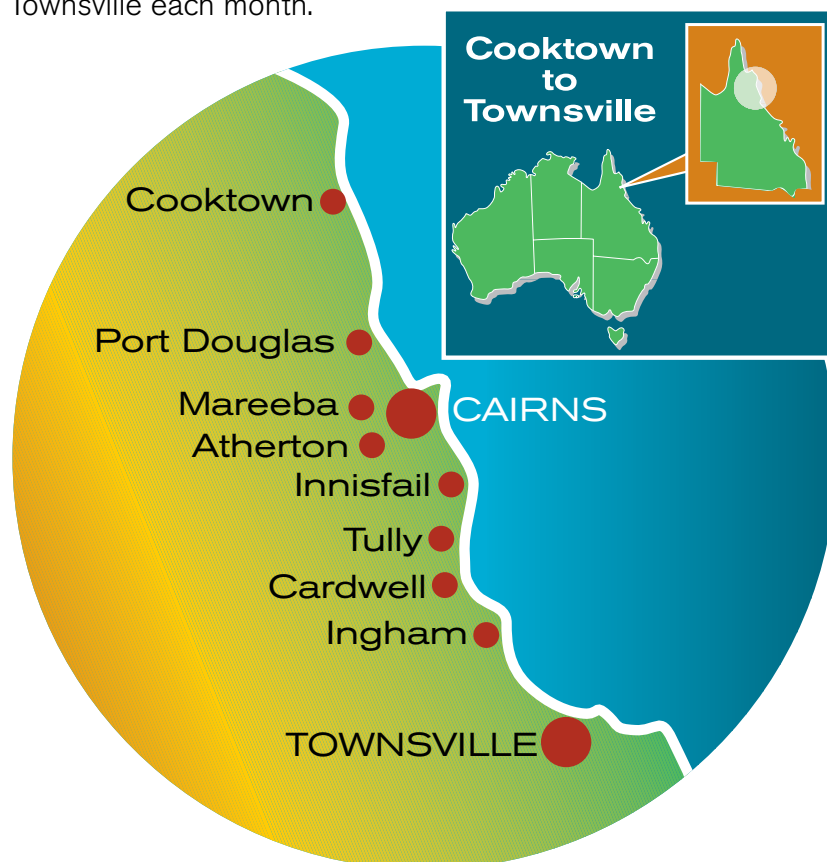 Townsville each month.
Cooktown
to
Townsville
Cooktown
Port Douglas
Mareeba
CAIRNS
Atherton
Innisfail
Tully
Cardwell
Ingham
TOWNSVILLE